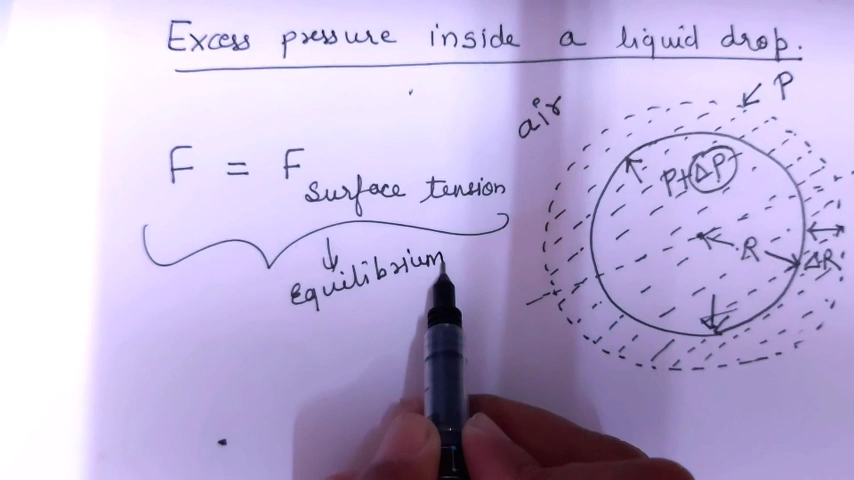 Excess pressure inside a liquid drop.
air
P
F = F surface tension
P+ΔP
R
ΔR
Equilibrium